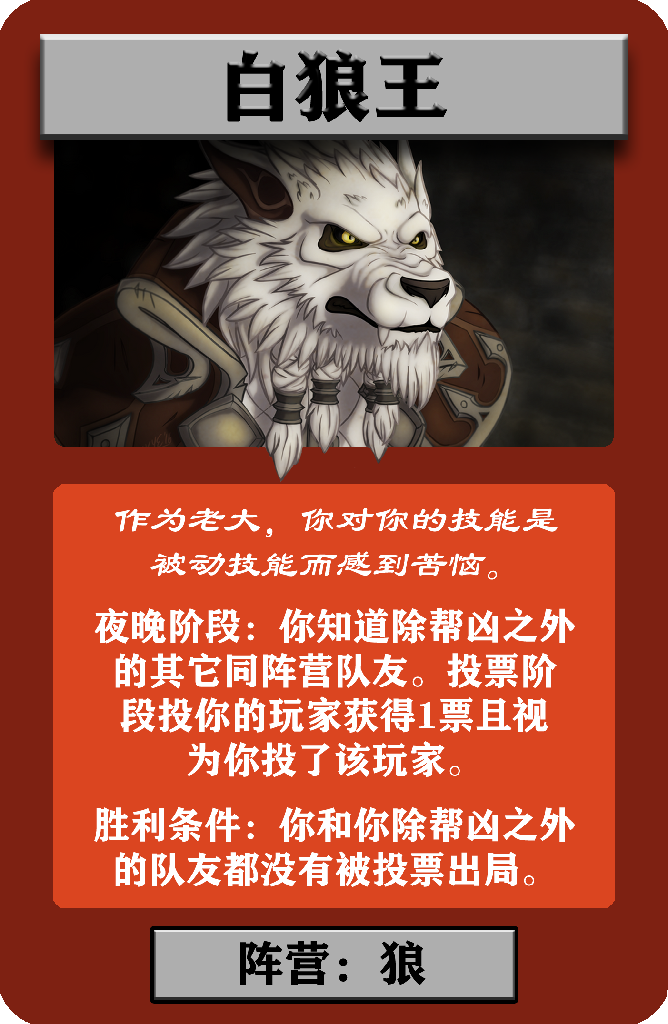 白狼王
作为老大，你对你的技能是
被动技能而感到苦恼。
夜晚阶段：你知道除帮凶之外
的其它同阵营队友。投票阶
段投你的玩家获得1票且视
为你投了该玩家。
胜利条件：你和你除帮凶之外
的队友都没有被投票出局。
阵营：狼